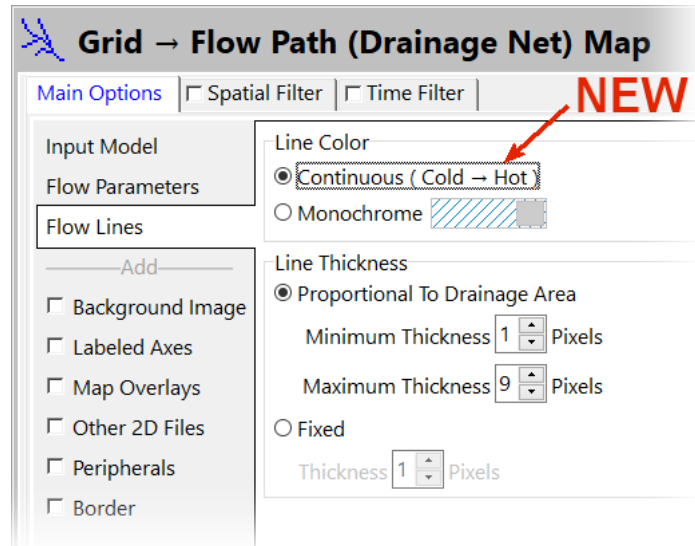 Grid → Flow Path (Drainage Net) Map
Main Options
Spatial Filter
Time Filter
NEW
Input Model
Flow Parameters
Flow Lines
Add
Background Image
Labeled Axes
Map Overlays
Other 2D Files
Peripherals
Border
Line Color
Continuous ( Cold → Hot )
Monochrome
Line Thickness
Proportional To Drainage Area
Minimum Thickness 1 Pixels
Maximum Thickness 9 Pixels
Fixed
Thickness 1 Pixels